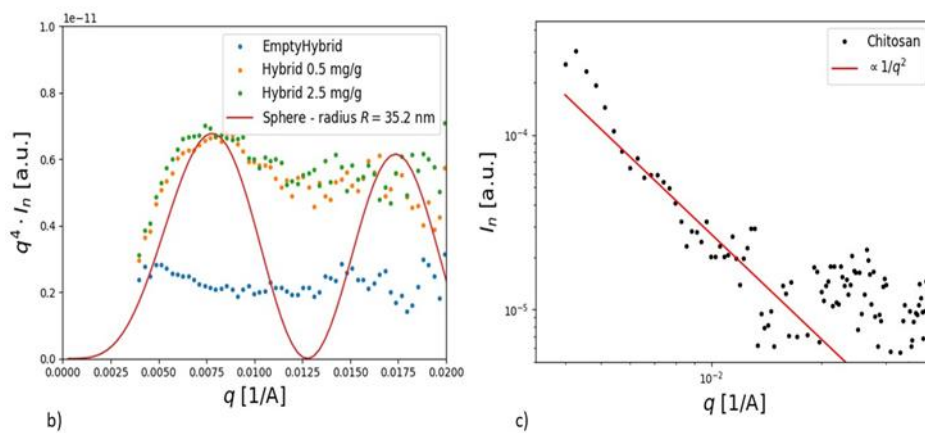 1e−11
q⁴ · Iₙ [a.u.]
1.0
0.8
0.6
0.4
0.2
0.0
EmptyHybrid
Hybrid 0.5 mg/g
Hybrid 2.5 mg/g
Sphere - radius R = 35.2 nm
0.0000 0.0025 0.0050 0.0075 0.0100 0.0125 0.0150 0.0175 0.0200
q [1/A]
b)
Iₙ [a.u.]
10⁻⁴
10⁻⁵
Chitosan
∝ 1/q²
10⁻²
q [1/A]
c)